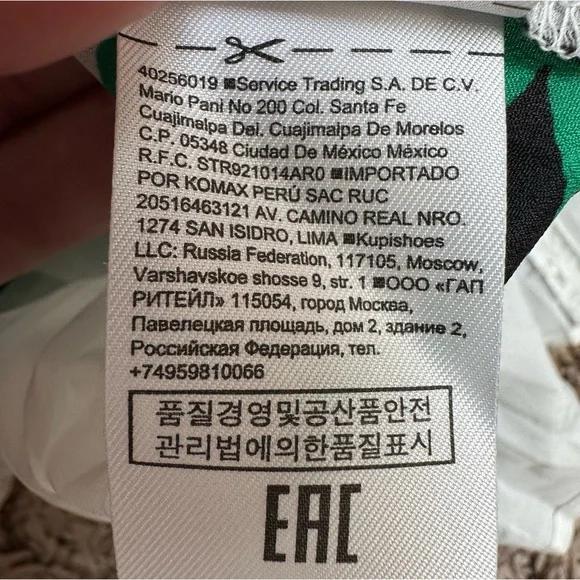 40256019 ■Service Trading S.A. DE C.V.
Mario Pani No 200 Col. Santa Fe
Cuajimalpa Del. Cuajimalpa De Morelos
C.P. 05348 Ciudad De México México
R.F.C. STR921014AR0 ■IMPORTADO
POR KOMAX PERÚ SAC RUC
20516463121 AV. CAMINO REAL NRO.
1274 SAN ISIDRO, LIMA ■Kupishoes
LLC: Russia Federation, 117105, Moscow,
Varshavskoe shosse 9, str. 1 ■ООО «ГАП
РИТЕЙЛ» 115054, город Москва,
Павелецкая площадь, дом 2, здание 2,
Российская Федерация, тел.
+74959810066
품질경영및공산품안전
관리법에의한품질표시
EAC